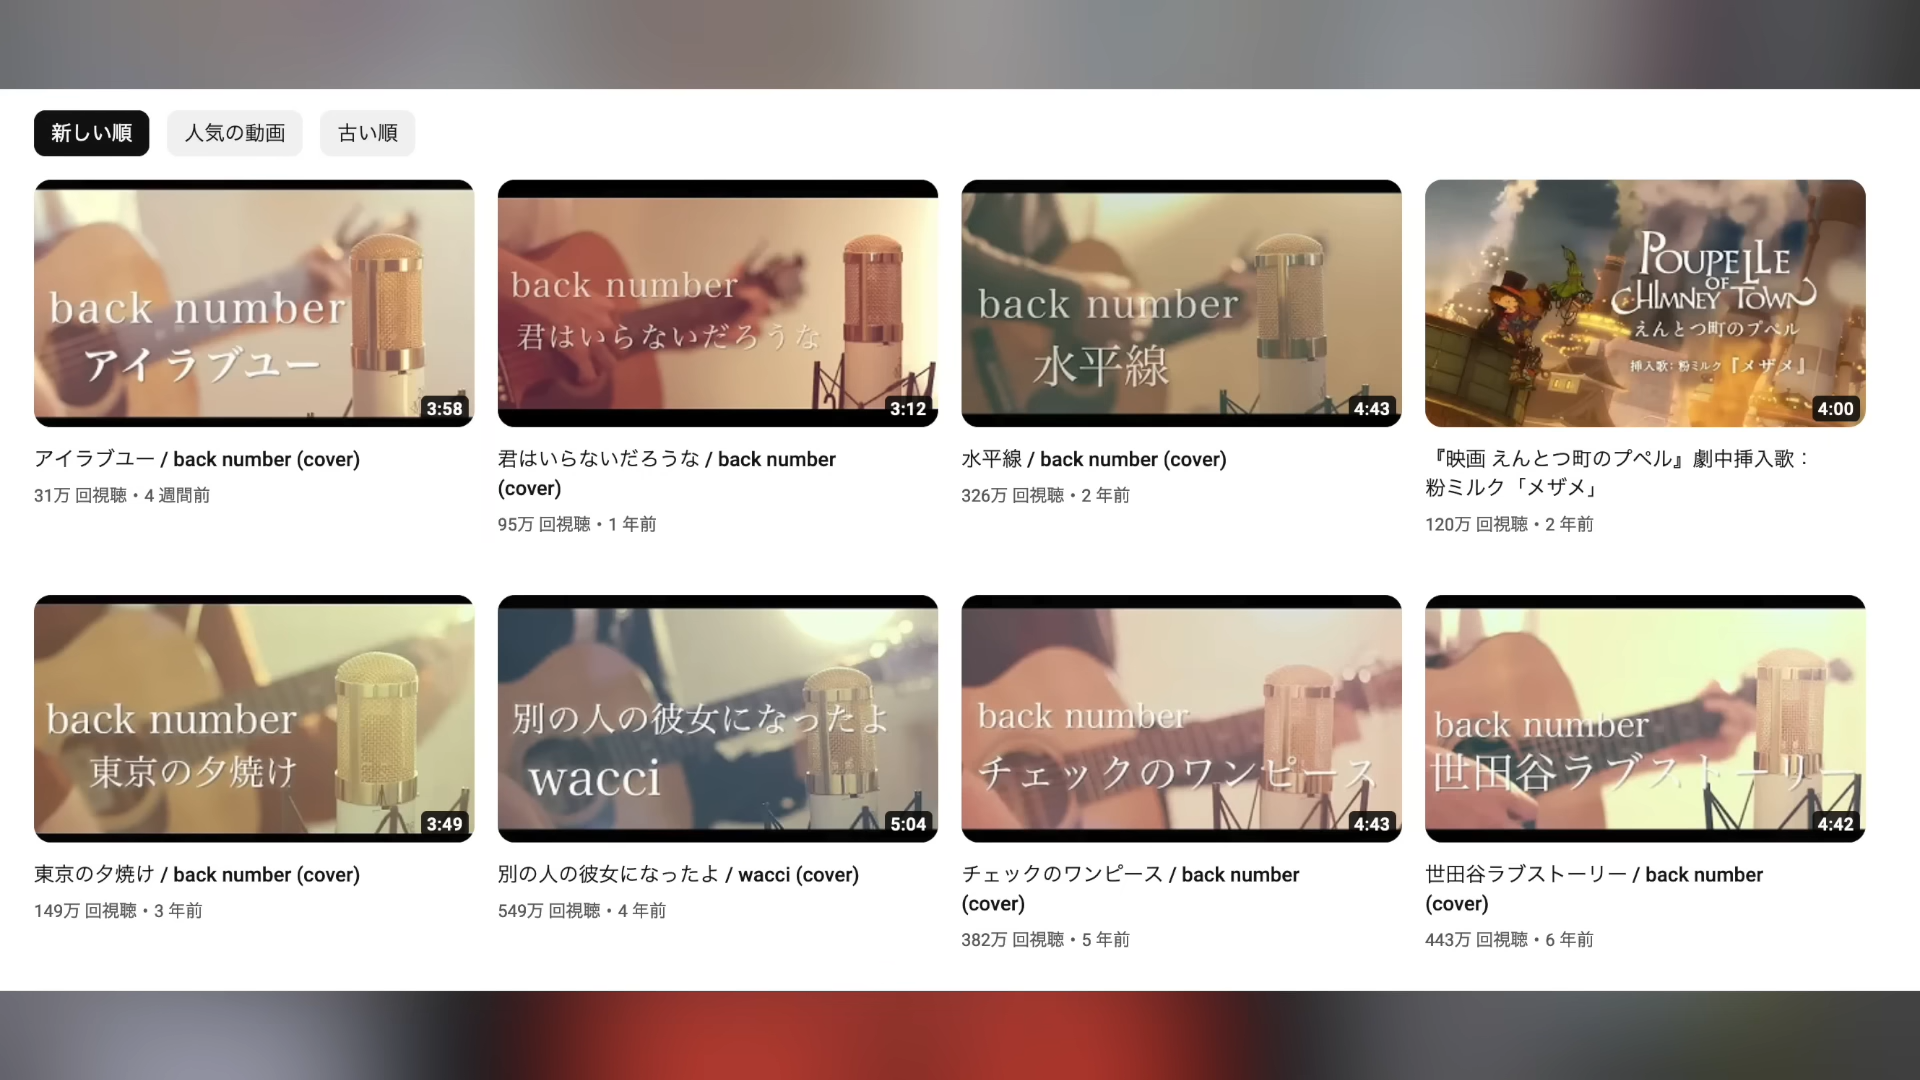 新しい順
人気の動画
古い順
back number
アイラブユー
3:58
back number
君はいらないだろうな
3:12
back number
水平線
4:43
POUPELLE
OF
CHIMNEY TOWN
えんとつ町のプペル
挿入歌: 粉ミルク『メザメ』
4:00
アイラブユー / back number (cover)
31万 回視聴・4 週間前
君はいらないだろうな / back number
(cover)
95万 回視聴・1 年前
水平線 / back number (cover)
326万 回視聴・2 年前
『映画 えんとつ町のプペル』劇中挿入歌：
粉ミルク「メザメ」
120万 回視聴・2 年前
back number
東京の夕焼け
3:49
別の人の彼女になったよ
wacci
5:04
back number
チェックのワンピース
4:43
back number
世田谷ラブストーリー
4:42
東京の夕焼け / back number (cover)
149万 回視聴・3 年前
別の人の彼女になったよ / wacci (cover)
549万 回視聴・4 年前
チェックのワンピース / back number
(cover)
382万 回視聴・5 年前
世田谷ラブストーリー / back number
(cover)
443万 回視聴・6 年前